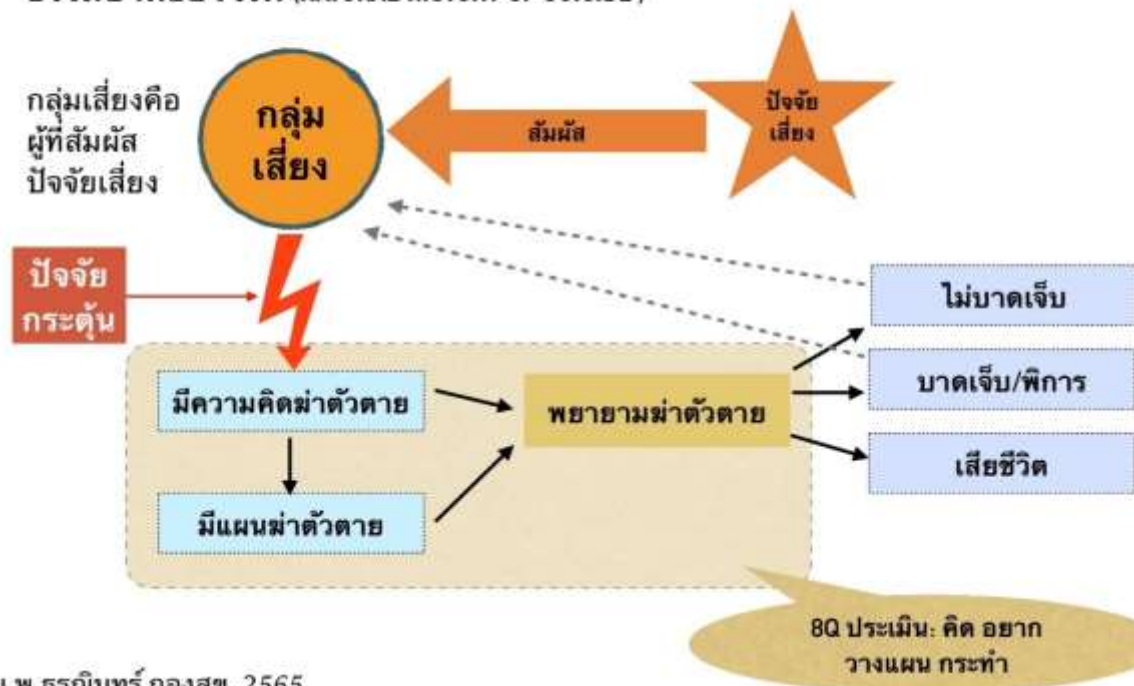 กลุ่มเสี่ยงคือ
ผู้ที่สัมผัส
ปัจจัยเสี่ยง
กลุ่ม
เสี่ยง
สัมผัส
ปัจจัย
เสี่ยง
ปัจจัย
กระตุ้น
มีความคิดฆ่าตัวตาย
มีแผนฆ่าตัวตาย
พยายามฆ่าตัวตาย
ไม่บาดเจ็บ
บาดเจ็บ/พิการ
เสียชีวิต
8Q ประเมิน: คิด อยาก
วางแผน กระทำ
น.พ.ธรณินทร์ กองสุข, 2565